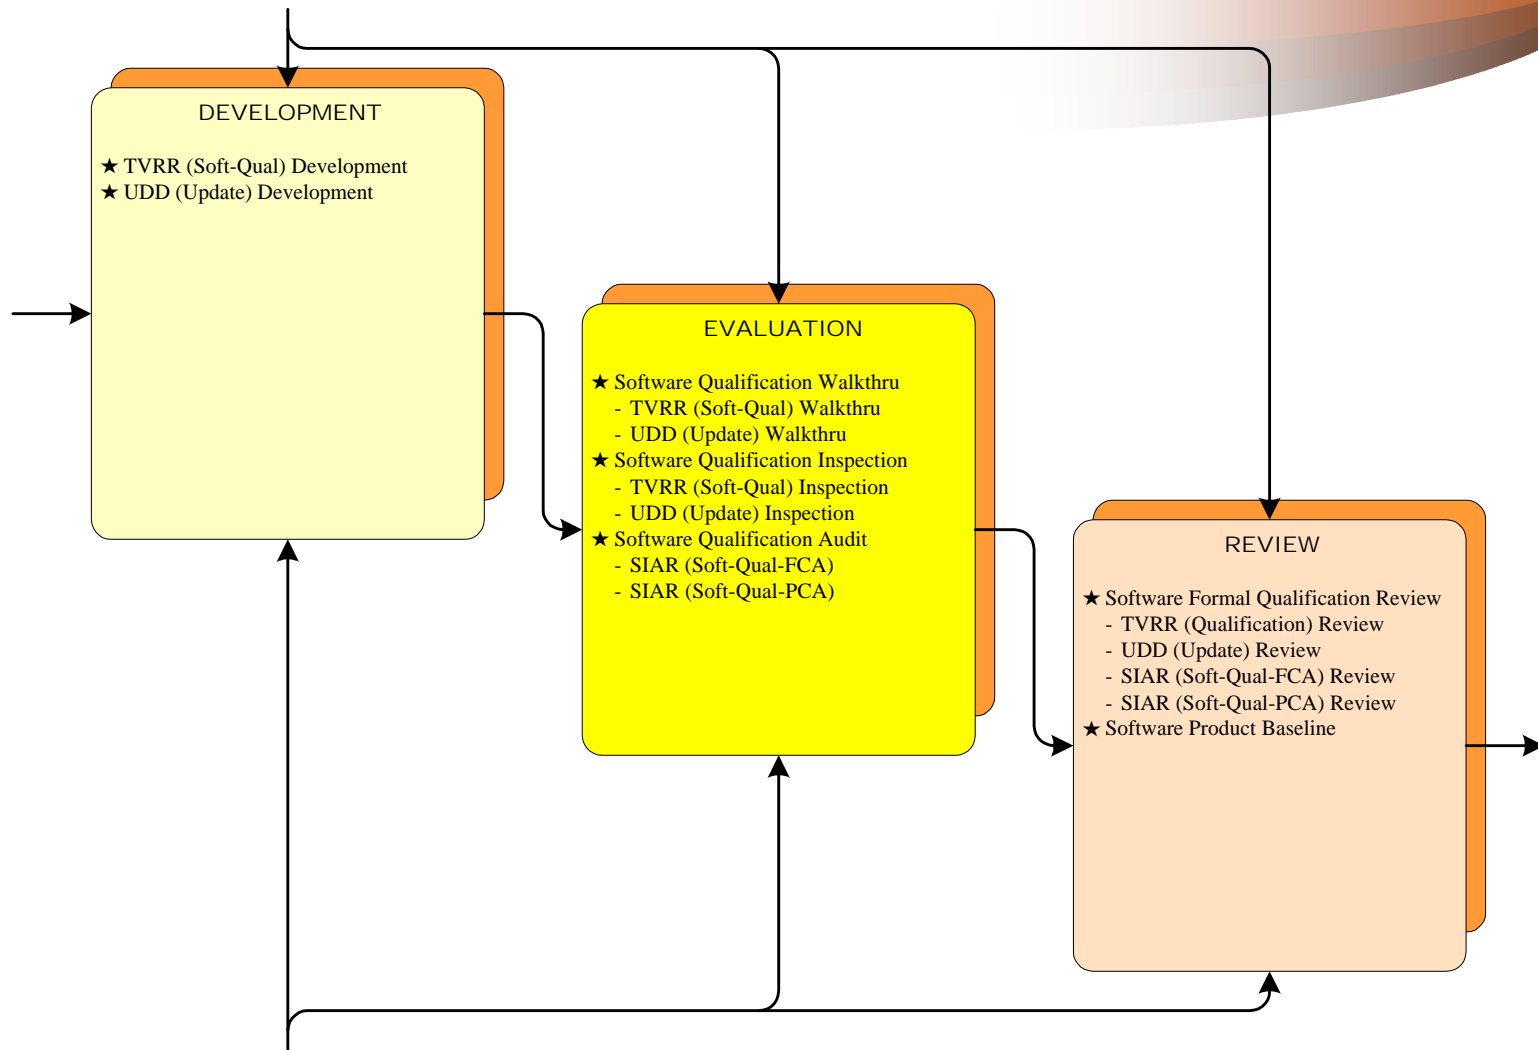 DEVELOPMENT
★ TVRR (Soft-Qual) Development
★ UDD (Update) Development
EVALUATION
★ Software Qualification Walkthru
- TVRR (Soft-Qual) Walkthru
- UDD (Update) Walkthru
★ Software Qualification Inspection
- TVRR (Soft-Qual) Inspection
- UDD (Update) Inspection
★ Software Qualification Audit
- SIAR (Soft-Qual-FCA)
- SIAR (Soft-Qual-PCA)
REVIEW
★ Software Formal Qualification Review
- TVRR (Qualification) Review
- UDD (Update) Review
- SIAR (Soft-Qual-FCA) Review
- SIAR (Soft-Qual-PCA) Review
★ Software Product Baseline